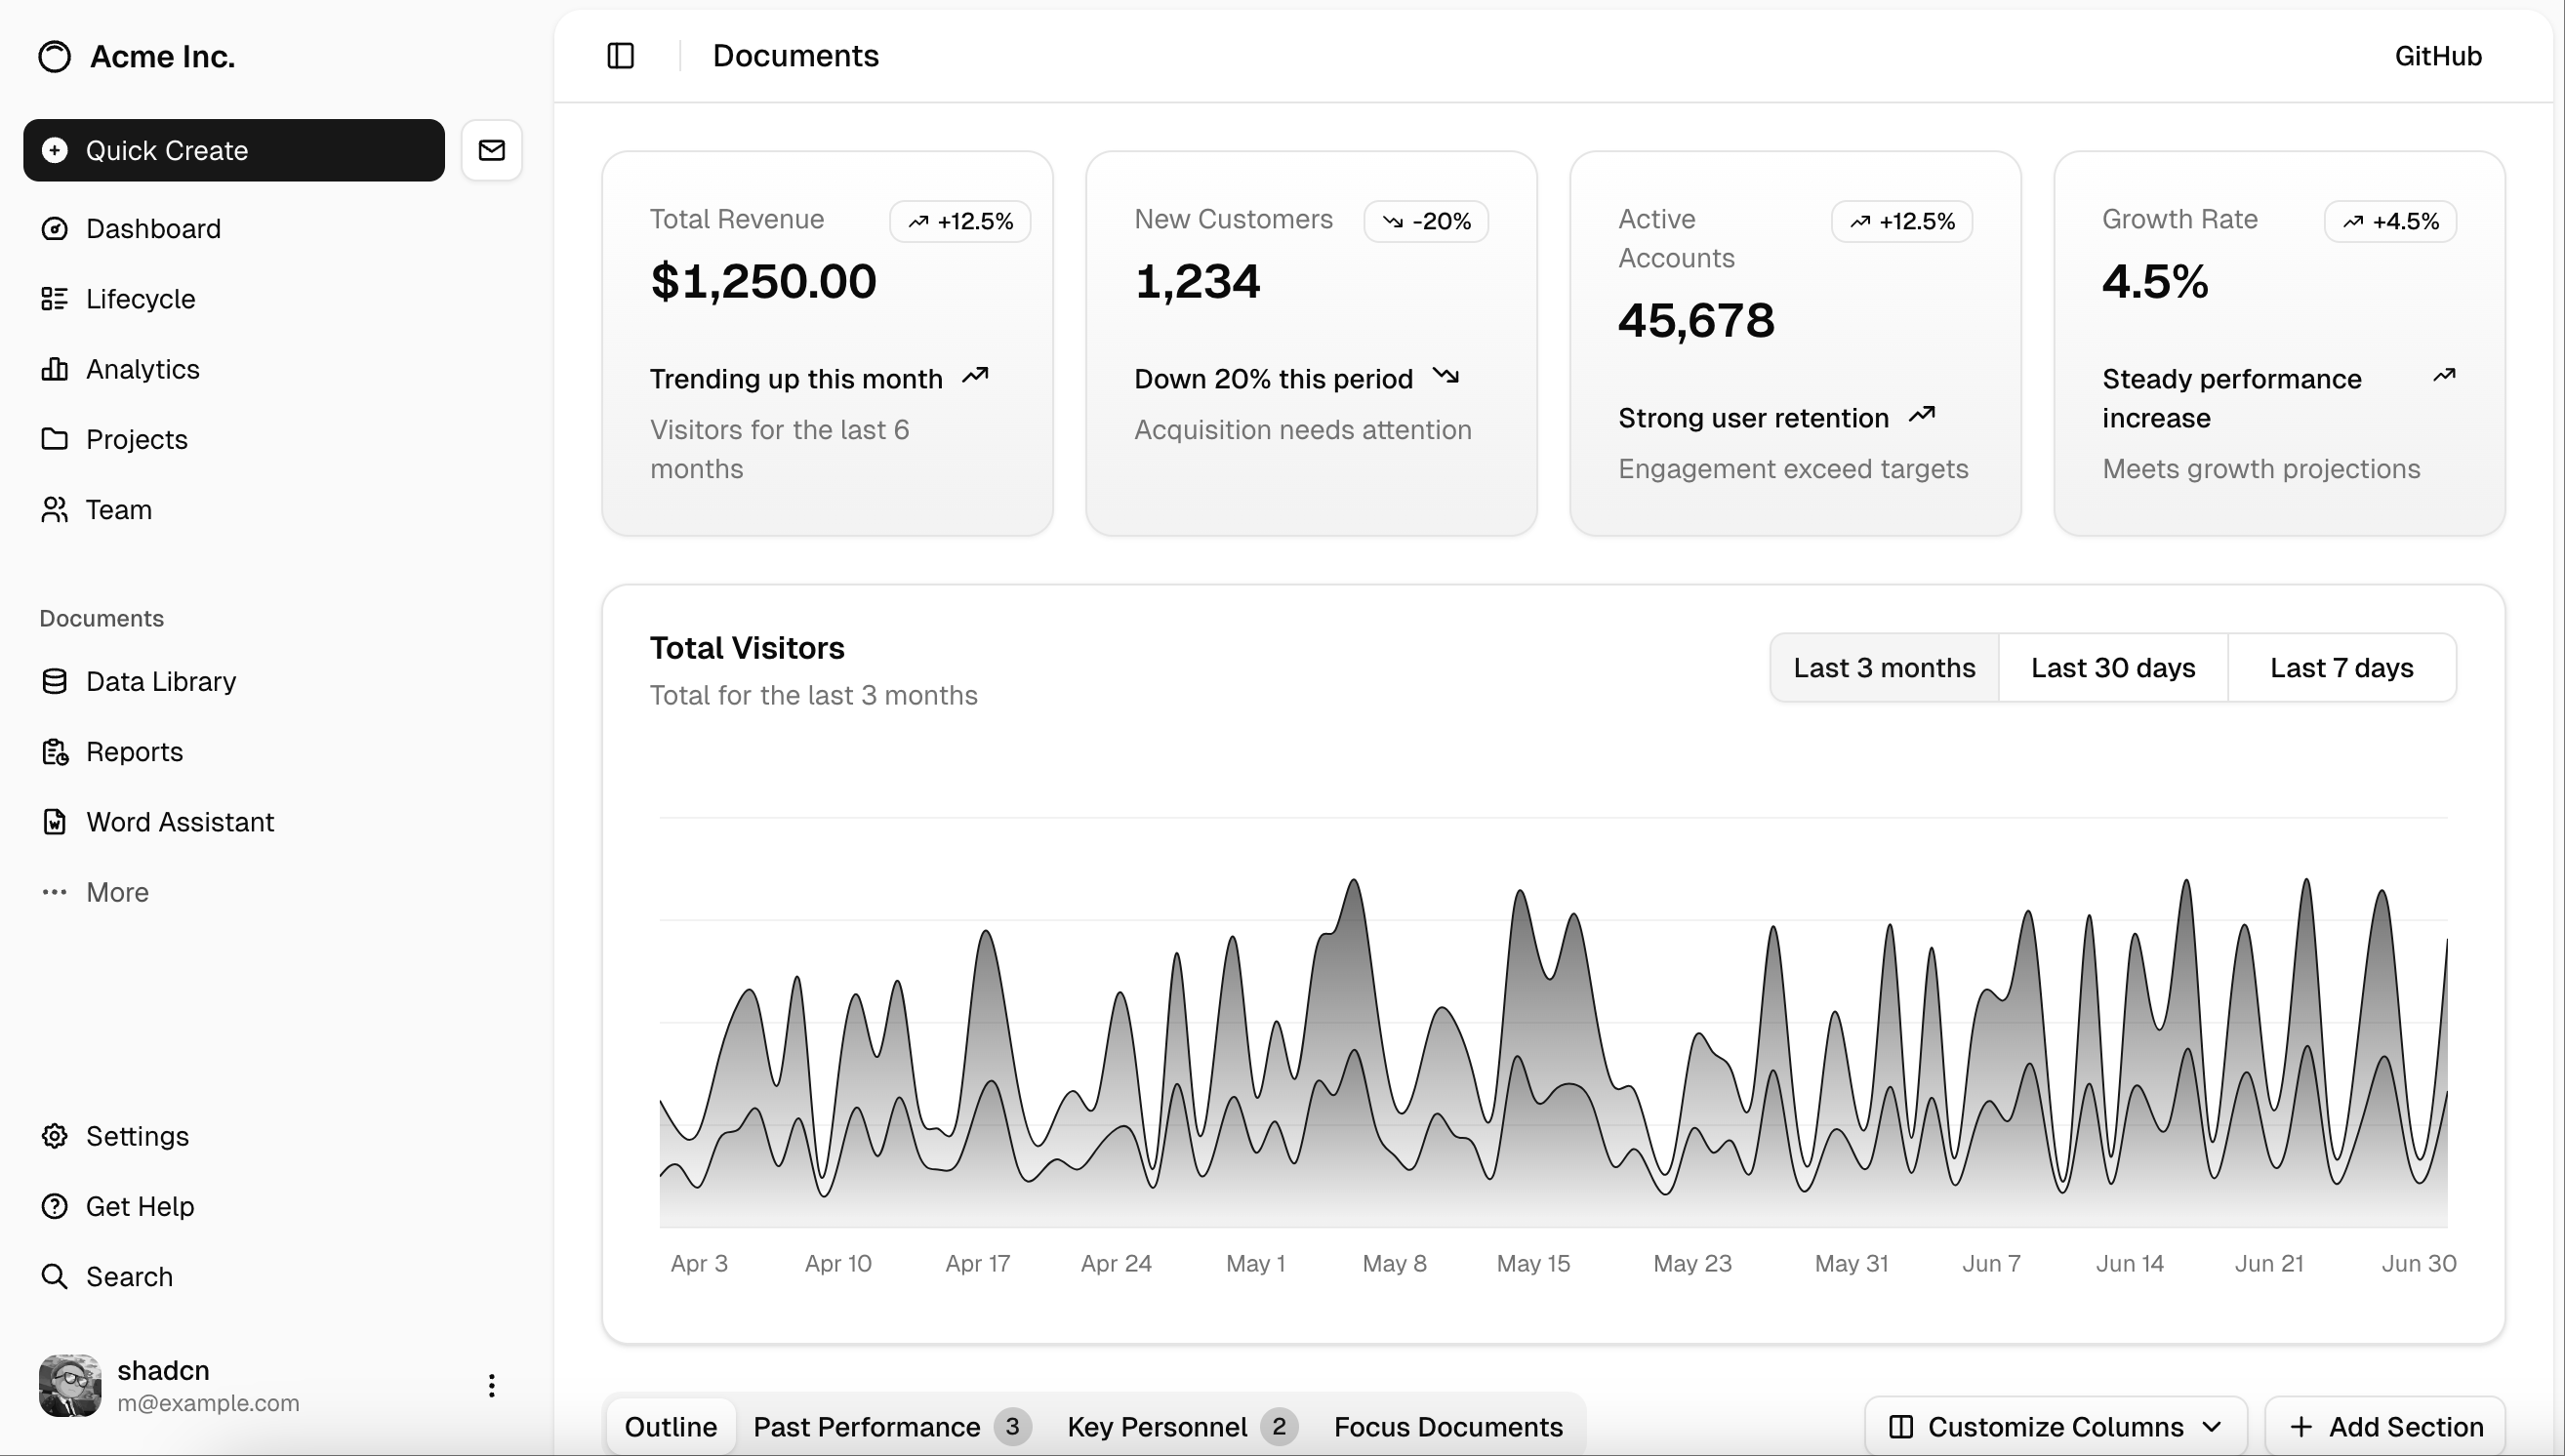 Acme Inc.
Quick Create
Dashboard
Lifecycle
Analytics
Projects
Team
Documents
Data Library
Reports
Word Assistant
More
Settings
Get Help
Search
shadcn
m@example.com
Documents
GitHub
Total Revenue
+12.5%
$1,250.00
Trending up this month
Visitors for the last 6
months
New Customers
-20%
1,234
Down 20% this period
Acquisition needs attention
Active
Accounts
+12.5%
45,678
Strong user retention
Engagement exceed targets
Growth Rate
+4.5%
4.5%
Steady performance
increase
Meets growth projections
Total Visitors
Total for the last 3 months
Last 3 months Last 30 days Last 7 days
Apr 3 Apr 10 Apr 17 Apr 24 May 1 May 8 May 15 May 23 May 31 Jun 7 Jun 14 Jun 21 Jun 30
Outline Past Performance 3 Key Personnel 2 Focus Documents
Customize Columns
Add Section